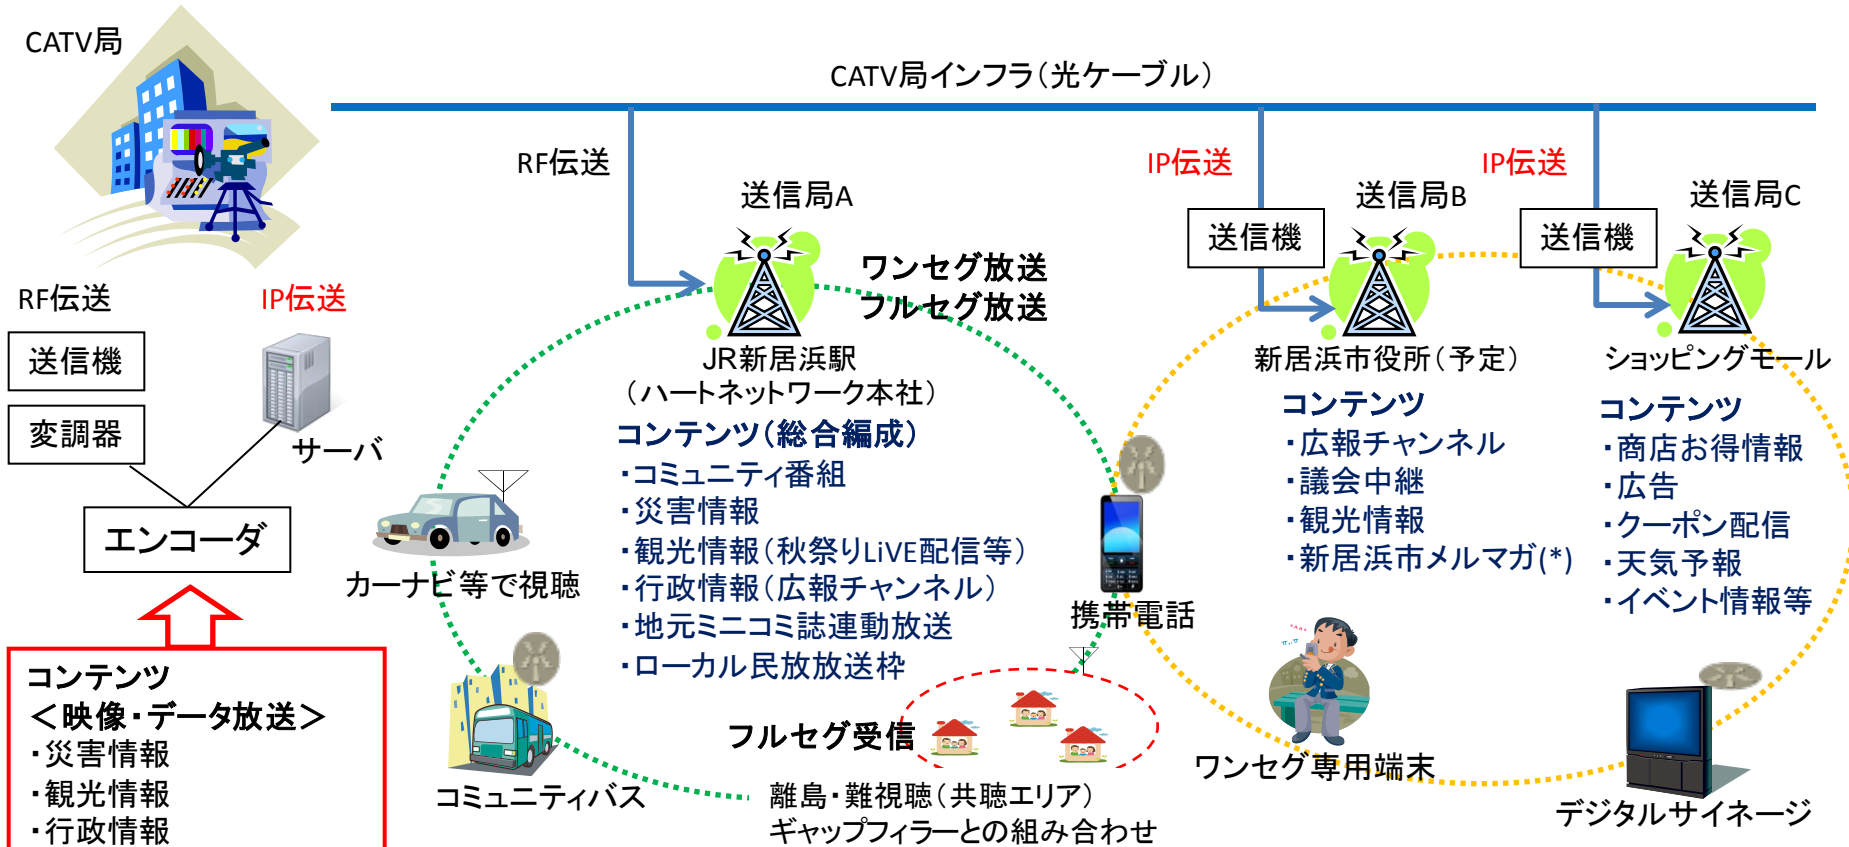 CATV局
CATV局インフラ(光ケーブル)
RF伝送
IP伝送
IP伝送
送信局A
送信局B
送信局C
送信機
送信機
ワンセグ放送
フルセグ放送
RF伝送
IP伝送
送信機
変調器
サーバ
エンコーダ
JR新居浜駅
(ハートネットワーク本社)
コンテンツ(総合編成)
・コミュニティ番組
・災害情報
・観光情報(秋祭りLiVE配信等)
・行政情報(広報チャンネル)
・地元ミニコミ誌連動放送
・ローカル民放放送枠
新居浜市役所(予定)
コンテンツ
・広報チャンネル
・議会中継
・観光情報
・新居浜市メルマガ(*)
ショッピングモール
コンテンツ
・商店お得情報
・広告
・クーポン配信
・天気予報
・イベント情報等
カーナビ等で視聴
携帯電話
コンテンツ
<映像・データ放送>
・災害情報
・観光情報
・行政情報
コミュニティバス
フルセグ受信
離島・難視聴(共聴エリア)
ギャップフィラーとの組み合わせ
ワンセグ専用端末
デジタルサイネージ